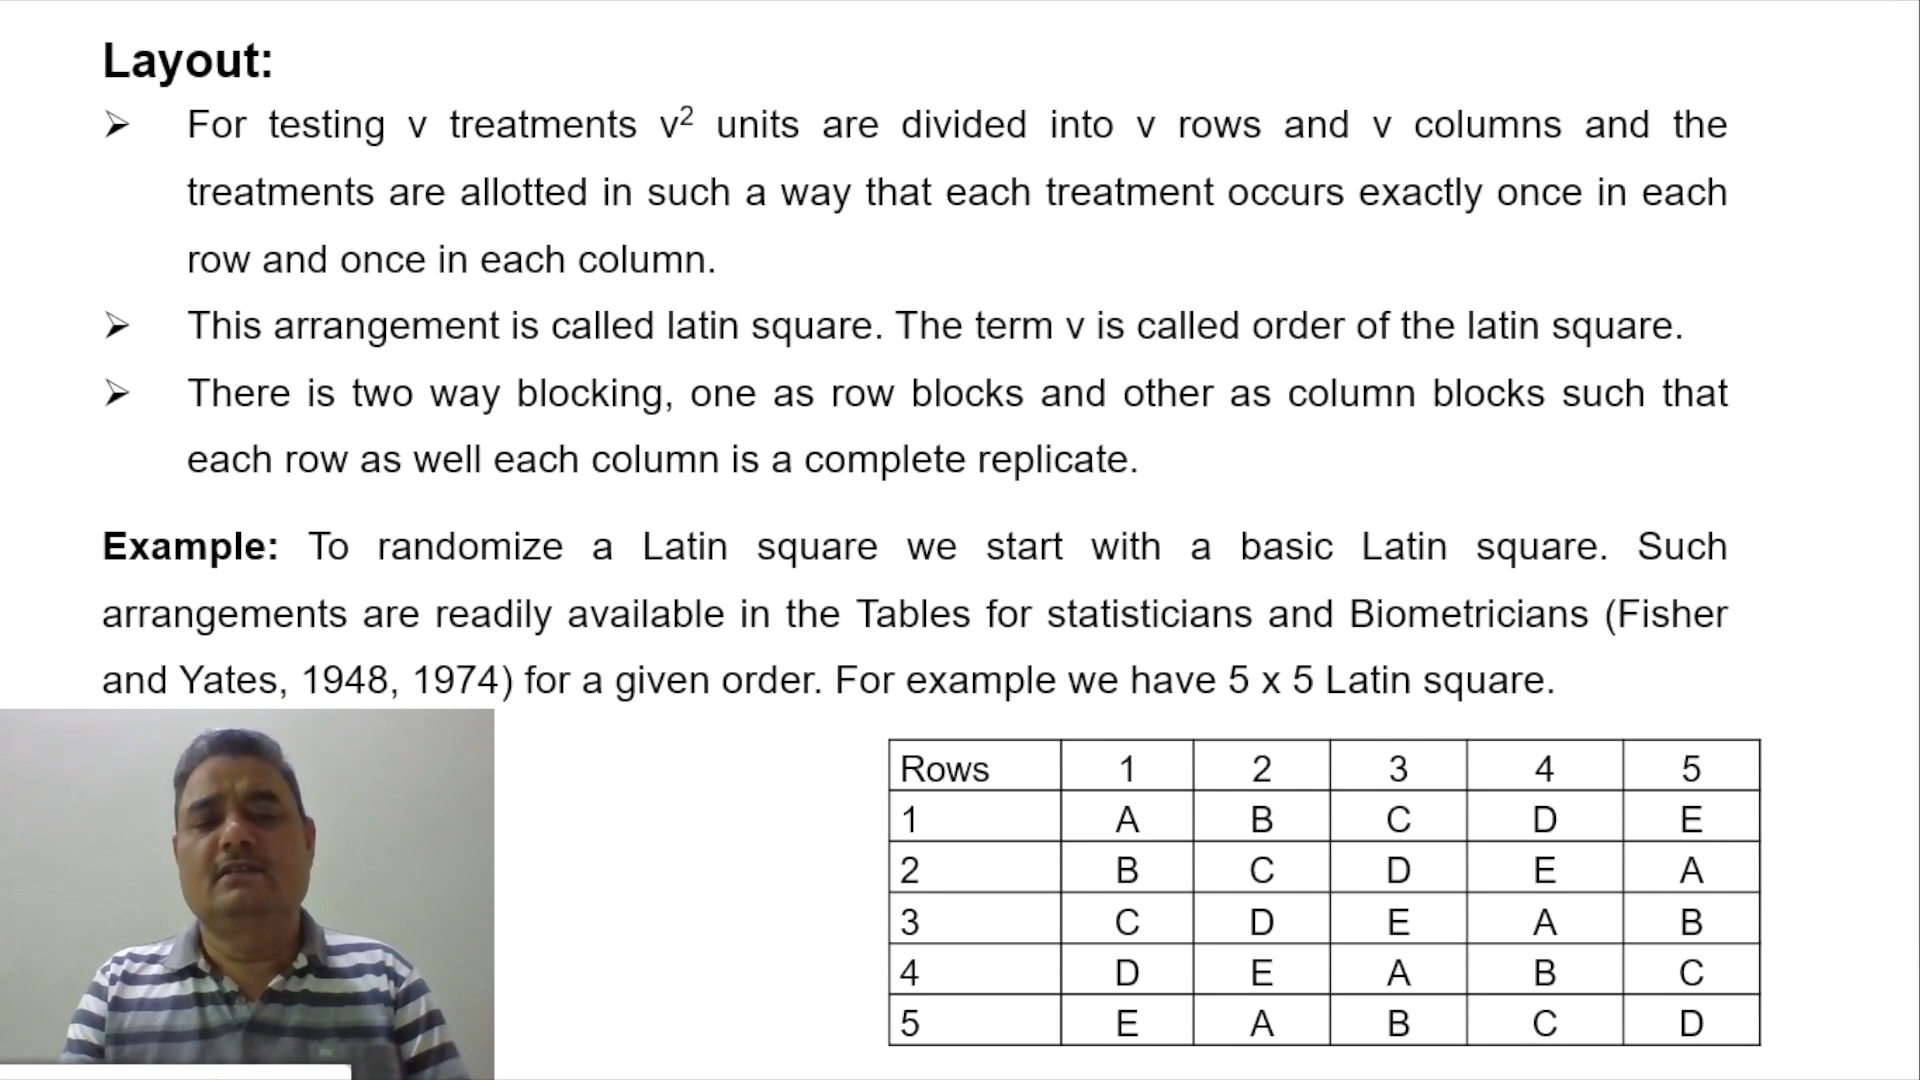 Layout:
➢ For testing v treatments v² units are divided into v rows and v columns and the
treatments are allotted in such a way that each treatment occurs exactly once in each
row and once in each column.
➢ This arrangement is called latin square. The term v is called order of the latin square.
➢ There is two way blocking, one as row blocks and other as column blocks such that
each row as well each column is a complete replicate.
Example: To randomize a Latin square we start with a basic Latin square. Such
arrangements are readily available in the Tables for statisticians and Biometricians (Fisher
and Yates, 1948, 1974) for a given order. For example we have 5 x 5 Latin square.
Rows 1 2 3 4 5
1 A B C D E
2 B C D E A
3 C D E A B
4 D E A B C
5 E A B C D